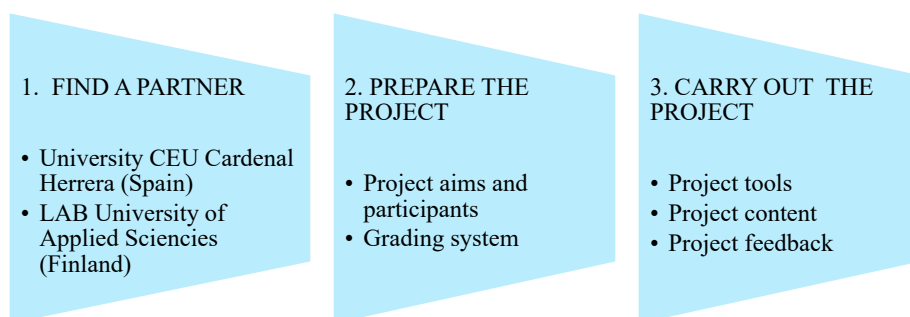 1. FIND A PARTNER
• University CEU Cardenal
Herrera (Spain)
• LAB University of
Applied Sciencies
(Finland)
2. PREPARE THE
PROJECT
• Project aims and
participants
• Grading system
3. CARRY OUT THE
PROJECT
• Project tools
• Project content
• Project feedback